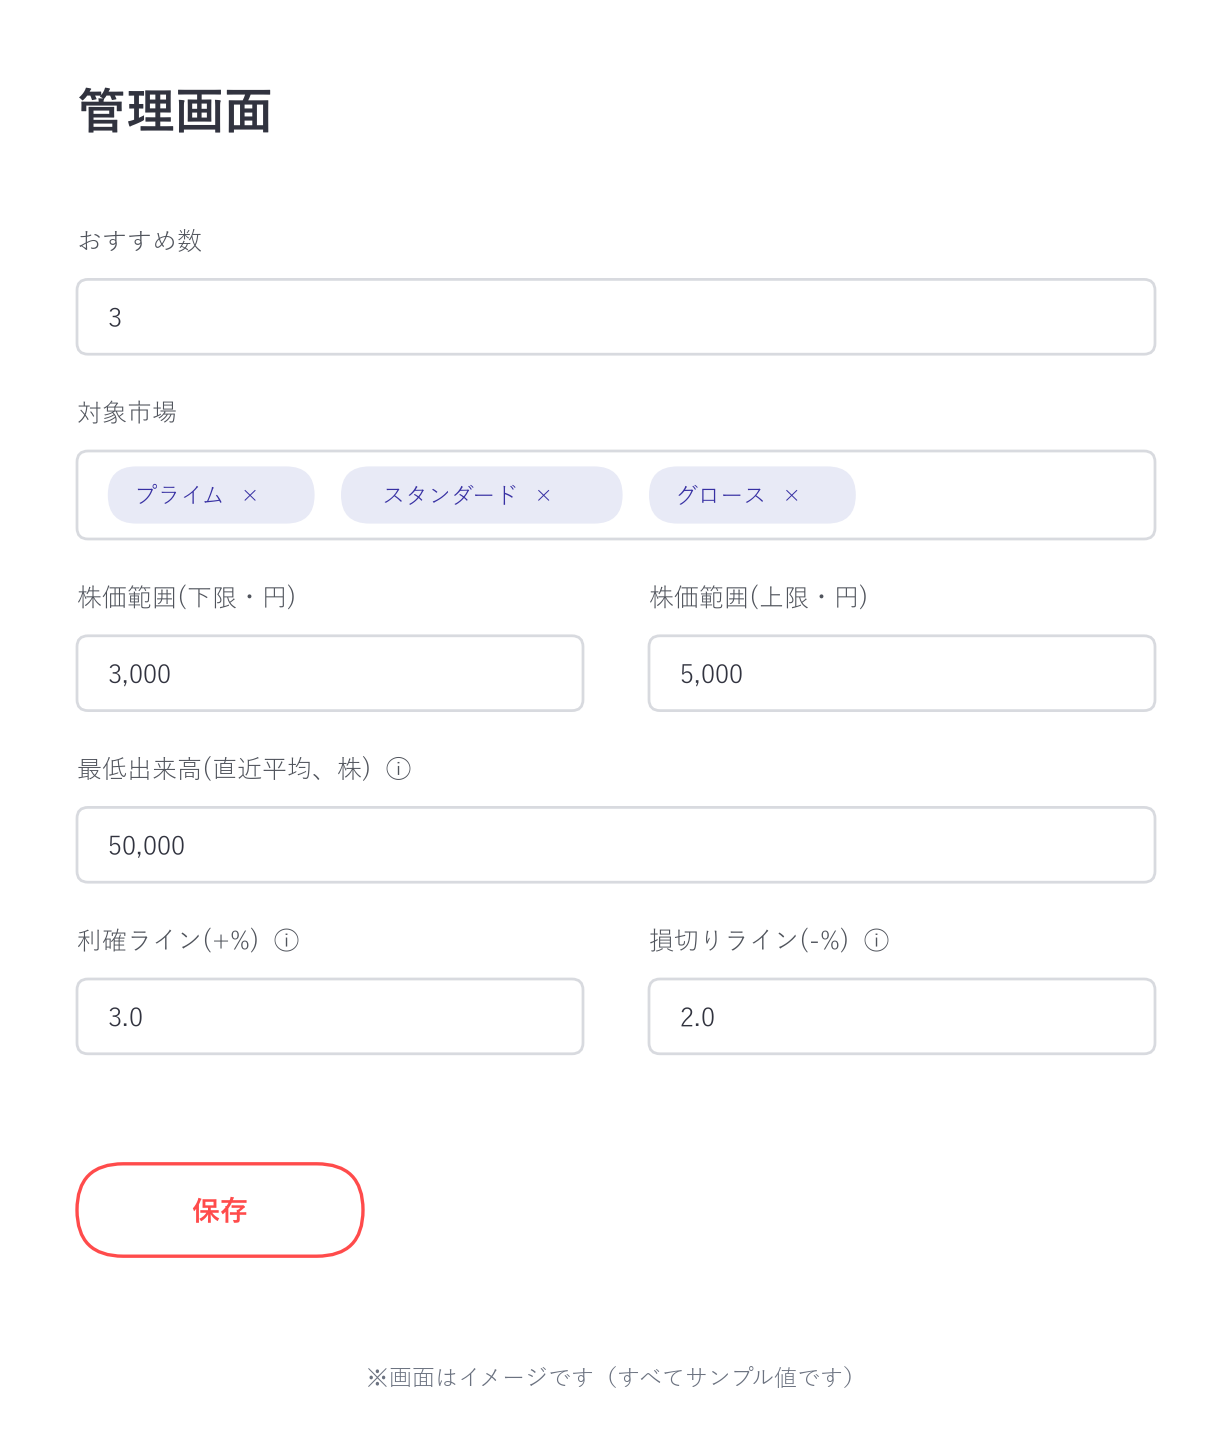 管理画面
おすすめ数
3
対象市場
プライム × スタンダード × グロース ×
株価範囲(下限・円) 株価範囲(上限・円)
3,000 5,000
最低出来高(直近平均、株) ⓘ
50,000
利確ライン(+%) ⓘ 損切りライン(-%) ⓘ
3.0 2.0
保存
※画面はイメージです（すべてサンプル値です）